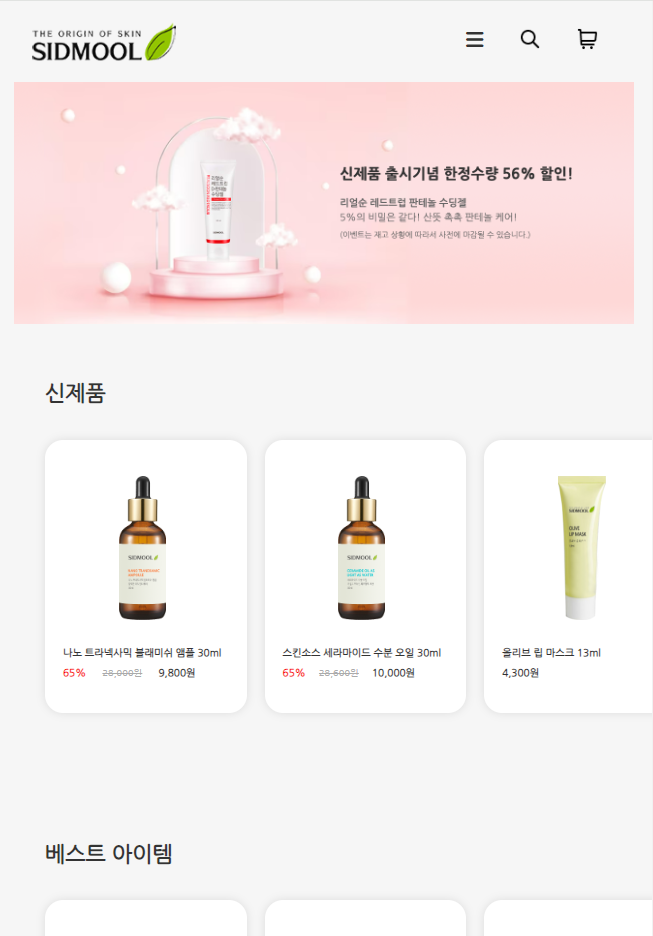 THE ORIGIN OF SKIN
SIDMOOL
신제품 출시기념 한정수량 56% 할인!
리얼순 레드트럽 판테놀 수딩젤
5%의 비밀은 같다! 산뜻 촉촉 판테놀 케어!
(이벤트는 재고 상황에 따라서 사전에 마감될 수 있습니다.)
신제품
SIDMOOL
SIDMOOL
SIDMOOL
OLIVE
LIP MASK
나노 트라넥사믹 블래미쉬 앰플 30ml
65% 28,000원 9,800원
스킨소스 세라마이드 수분 오일 30ml
65% 28,600원 10,000원
올리브 립 마스크 13ml
4,300원
베스트 아이템